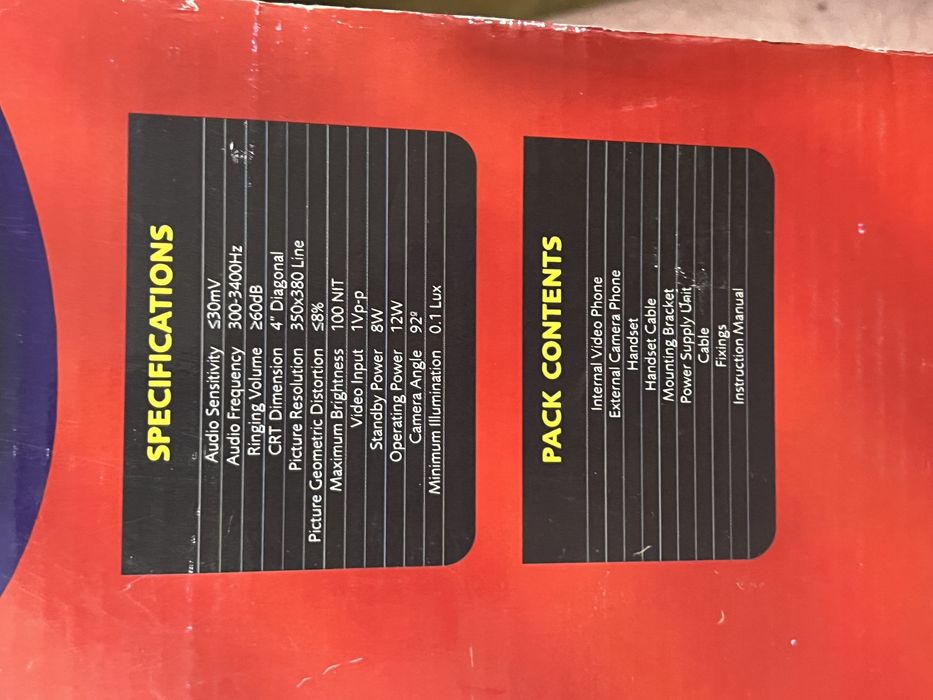 SPECIFICATIONS
Audio Sensitivity ≤30mV
Audio Frequency 300-3400Hz
Ringing Volume ≥60dB
CRT Dimension 4" Diagonal
Picture Resolution 350x380 Line
Picture Geometric Distortion ≤8%
Maximum Brightness 100 NIT
Video Input 1Vp-p
Standby Power 8W
Operating Power 12W
Camera Angle 92º
Minimum Illumination 0.1 Lux
PACK CONTENTS
Internal Video Phone
External Camera Phone
Handset
Handset Cable
Mounting Bracket
Power Supply Unit
Cable
Fixings
Instruction Manual